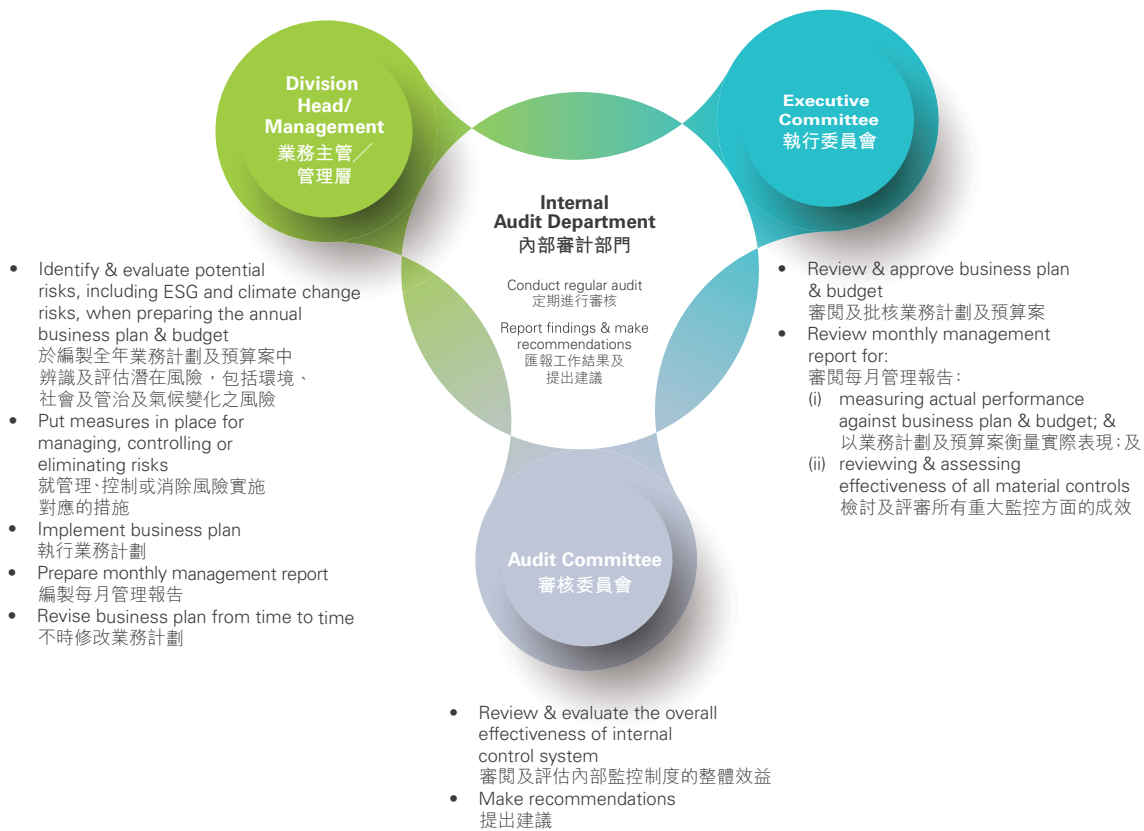 Division
Head/
Management
業務主管／
管理層
Executive
Committee
執行委員會
Internal
Audit Department
內部審計部門
Conduct regular audit
定期進行審核
Report findings & make
recommendations
匯報工作結果及
提出建議
• Identify & evaluate potential
risks, including ESG and climate change
risks, when preparing the annual
business plan & budget
於編製全年業務計劃及預算案中
辨識及評估潛在風險，包括環境、
社會及管治及氣候變化之風險
• Put measures in place for
managing, controlling or
eliminating risks
就管理、控制或消除風險實施
對應的措施
• Implement business plan
執行業務計劃
• Prepare monthly management report
編製每月管理報告
• Revise business plan from time to time
不時修改業務計劃
• Review & approve business plan
& budget
審閱及批核業務計劃及預算案
• Review monthly management
report for:
審閱每月管理報告：
(i) measuring actual performance
against business plan & budget; &
以業務計劃及預算案衡量實際表現；及
(ii) reviewing & assessing
effectiveness of all material controls
檢討及評審所有重大監控方面的成效
Audit Committee
審核委員會
• Review & evaluate the overall
effectiveness of internal
control system
審閱及評估內部監控制度的整體效益
• Make recommendations
提出建議